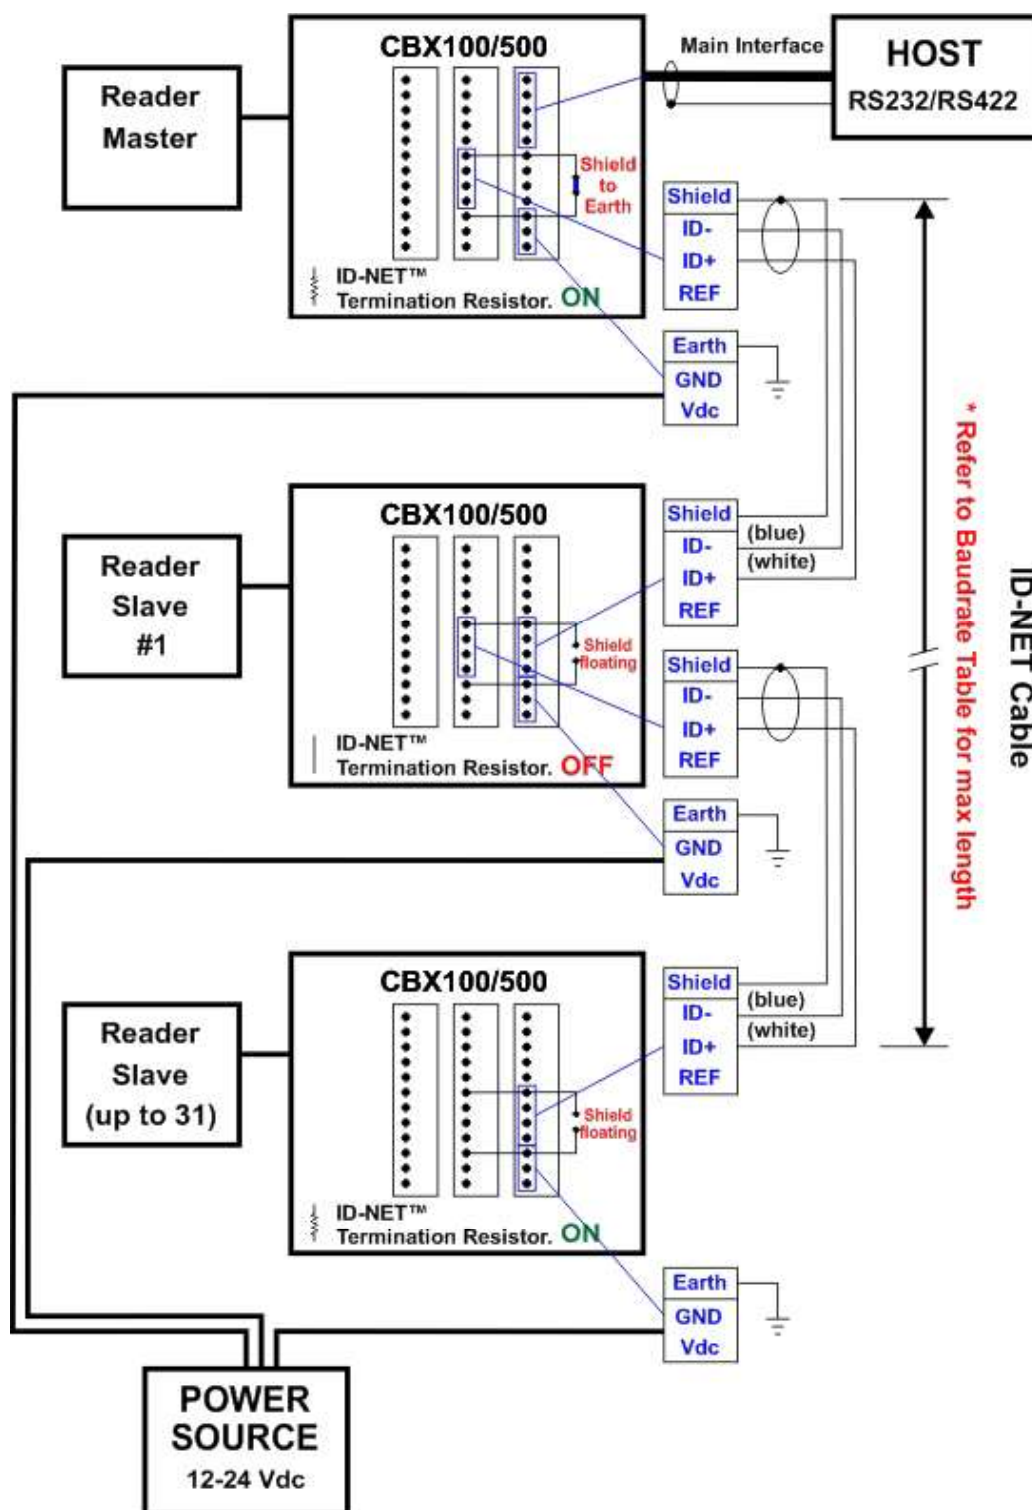 CBX100/500
Main Interface
HOST
RS232/RS422
Reader
Master
Shield
to
Earth
ID-NET™
Termination Resistor. ON
Shield
ID-
ID+
REF
Earth
GND
Vdc
CBX100/500
Reader
Slave
#1
Shield
floating
ID-NET™
Termination Resistor. OFF
Shield
ID-
ID+
REF
(blue)
(white)
Shield
ID-
ID+
REF
Earth
GND
Vdc
* Refer to Baudrate Table for max length
ID-NET Cable
CBX100/500
Reader
Slave
(up to 31)
Shield
floating
ID-NET™
Termination Resistor. ON
Shield
ID-
ID+
REF
(blue)
(white)
Earth
GND
Vdc
POWER
SOURCE
12-24 Vdc